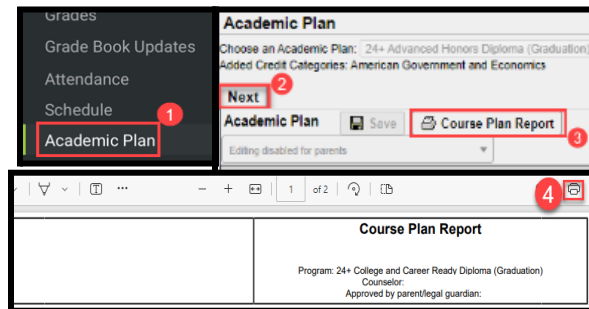 Grades
Grade Book Updates
Attendance
Schedule
1
Academic Plan
Academic Plan
Choose an Academic Plan: 24+ Advanced Honors Diploma (Graduation)
Added Credit Categories: American Government and Economics
Next
2
Academic Plan Save Course Plan Report
3
Editing disabled for parents
1 of 2
4
Course Plan Report
Program: 24+ College and Career Ready Diploma (Graduation)
Counselor:
Approved by parent/legal guardian: